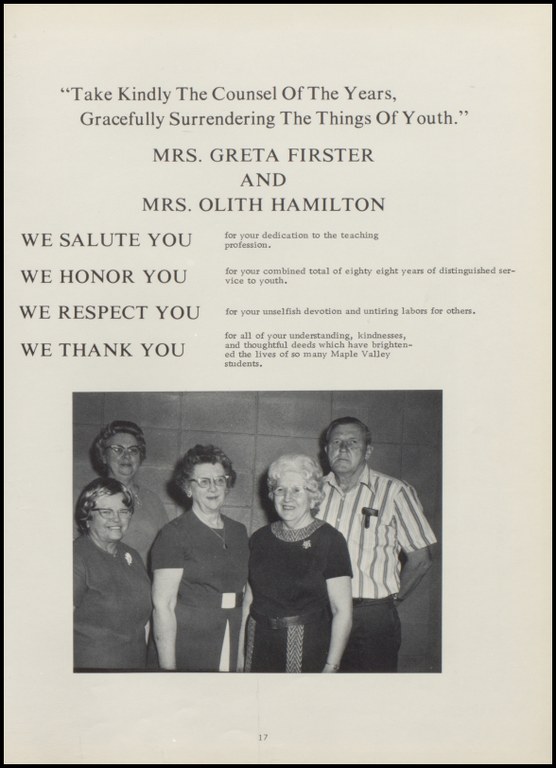 “Take Kindly The Counsel Of The Years,
Gracefully Surrendering The Things Of Youth.”
MRS. GRETA FIRSTER
AND
MRS. OLITH HAMILTON
WE SALUTE YOU
for your dedication to the teaching
profession.
WE HONOR YOU
for your combined total of eighty eight years of distinguished ser-
vice to youth.
WE RESPECT YOU
for your unselfish devotion and untiring labors for others.
WE THANK YOU
for all of your understanding, kindnesses,
and thoughtful deeds which have brighten-
ed the lives of so many Maple Valley
students.
17